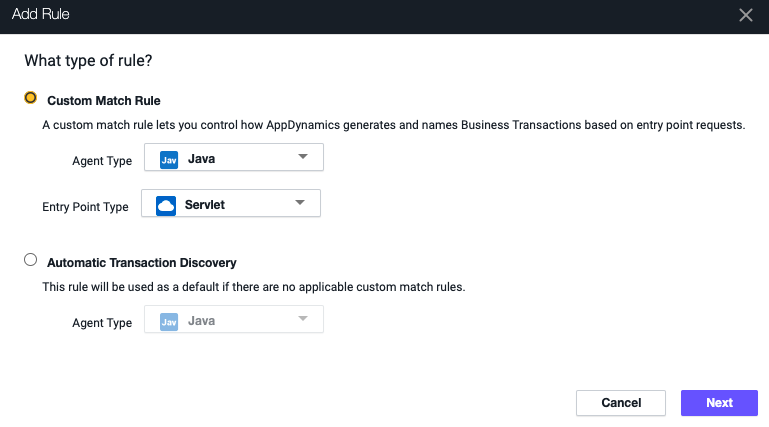 Add Rule
What type of rule?
Custom Match Rule
A custom match rule lets you control how AppDynamics generates and names Business Transactions based on entry point requests.
Agent Type Jav Java
Entry Point Type Servlet
Automatic Transaction Discovery
This rule will be used as a default if there are no applicable custom match rules.
Agent Type Jav Java
Cancel Next